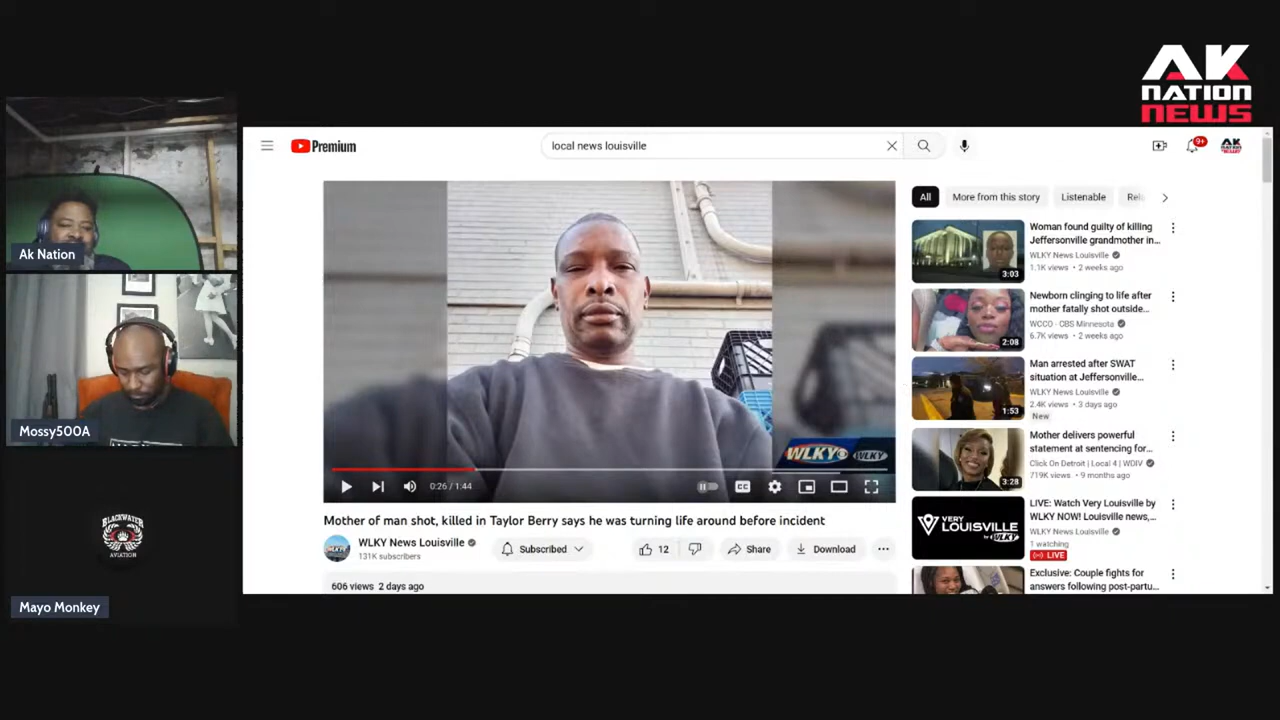 AK
NATION
NEWS
Ak Nation
Mossy500A
BLACKWATER
AVIATION
Mayo Monkey
Premium
local news louisville
9+
WLKY
WLKY
0:26 / 1:44
CC
Mother of man shot, killed in Taylor Berry says he was turning life around before incident
WLKY News Louisville
131K subscribers
Subscribed
12
Share
Download
606 views 2 days ago
All
More from this story
Listenable
Rela
3:03
Woman found guilty of killing
Jeffersonville grandmother in...
WLKY News Louisville
1.1K views • 2 weeks ago
2:08
Newborn clinging to life after
mother fatally shot outside...
WCCO - CBS Minnesota
6.7K views • 2 weeks ago
1:53
Man arrested after SWAT
situation at Jeffersonville...
WLKY News Louisville
2.4K views • 3 days ago
New
3:28
Mother delivers powerful
statement at sentencing for...
Click On Detroit | Local 4 | WDIV
719K views • 9 months ago
VERY
LOUISVILLE
by WLKY
LIVE: Watch Very Louisville by
WLKY NOW! Louisville news,...
WLKY News Louisville
1 watching
LIVE
Exclusive: Couple fights for
answers following post-partu...